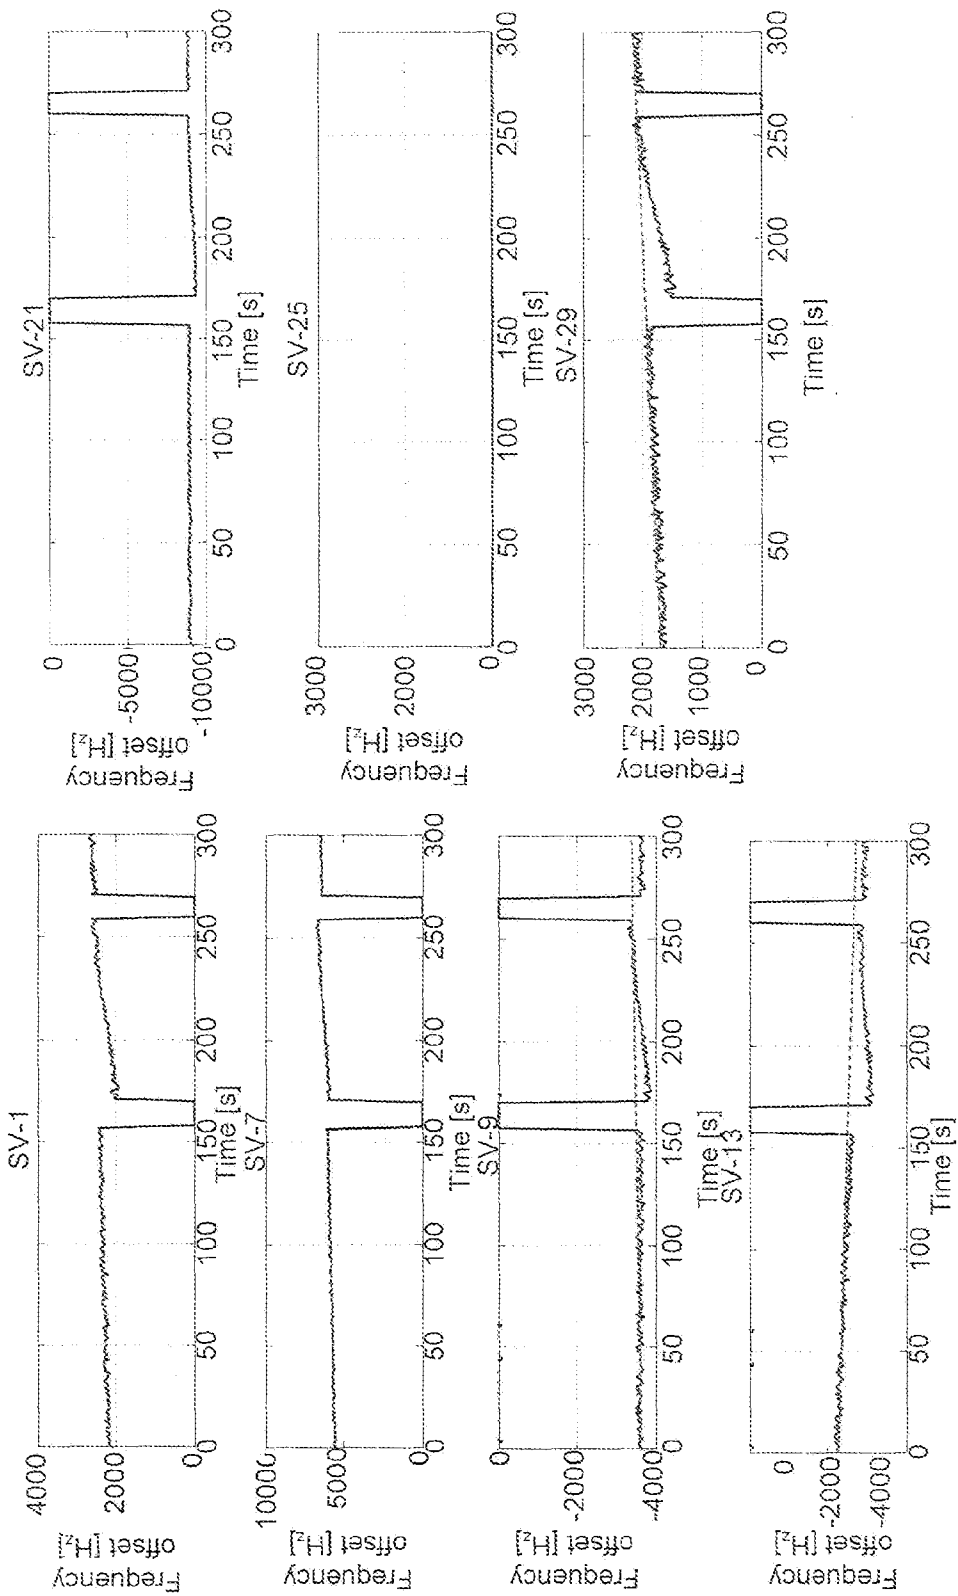 SV-1
Frequency
offset [Hz]
4000
2000
0
0
50
100
150
200
250
300
Time [s]
SV-7
Frequency
offset [Hz]
10000
5000
0
0
50
100
150
200
250
300
Time [s]
SV-9
Frequency
offset [Hz]
-2000
-4000
0
50
100
150
200
250
300
Time [s]
SV-13
Frequency
offset [Hz]
0
-2000
-4000
0
50
100
150
200
250
300
Time [s]
SV-21
Frequency
offset [Hz]
0
-5000
-10000
0
50
100
150
200
250
300
Time [s]
SV-25
Frequency
offset [Hz]
3000
2000
0
0
50
100
150
200
250
300
Time [s]
SV-29
Frequency
offset [Hz]
3000
2000
1000
0
0
50
100
150
200
250
300
Time [s]